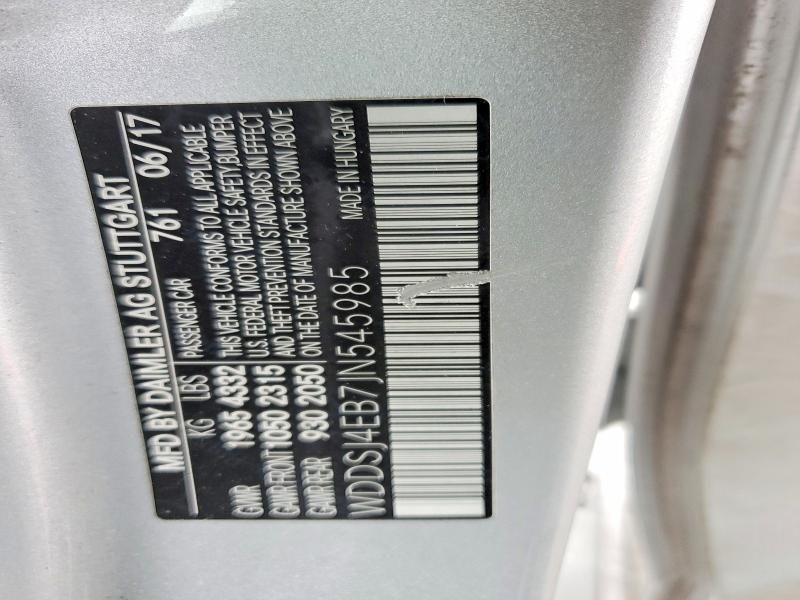 MFD BY DAIMLER AG STUTTGART
761 06/17
KG LBS PASSENGER CAR
GVWR 1965 4332 THIS VEHICLE CONFORMS TO ALL APPLICABLE
GAWR FRONT 1050 2315 U.S. FEDERAL MOTOR VEHICLE SAFETY, BUMPER
GAWR REAR 930 2050 AND THEFT PREVENTION STANDARDS IN EFFECT
ON THE DATE OF MANUFACTURE SHOWN ABOVE
WDDSJ4EB7JN545985 MADE IN HUNGARY